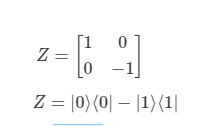 Z = [1 0
0 -1]
Z = |0⟩⟨0| − |1⟩⟨1|